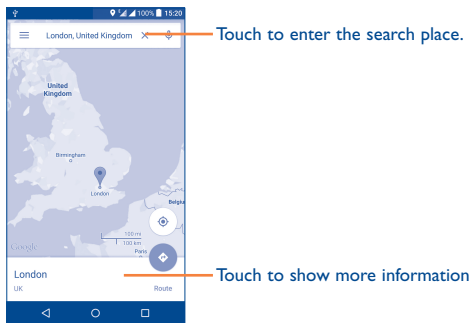 100% 15:20
London, United Kingdom
Touch to enter the search place.
United
Kingdom
Birmingham
London
Belgiu
100 mi
100 km
Paris
Google
London
Touch to show more information
UK
Route